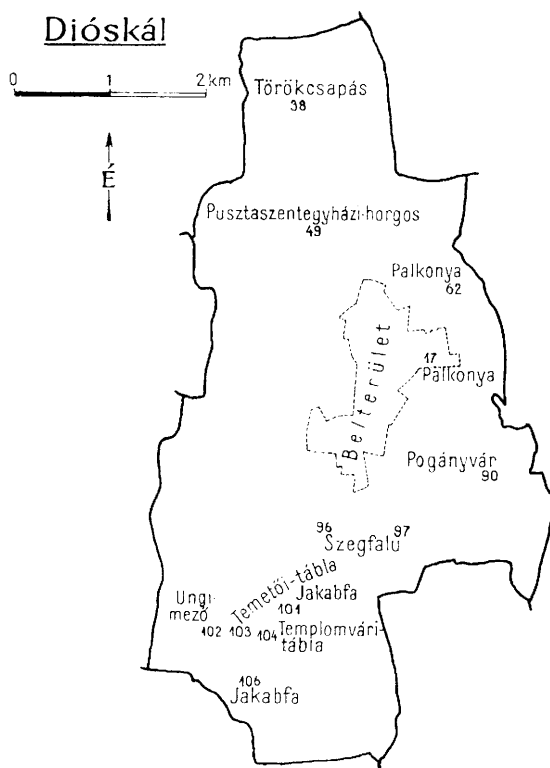 Dióskál
0 1 2 km
É
Törökcsapás
38
Pusztaszentegyházi-horgos
49
Palkonya
62
Belterület
17
Palkonya
Pogányvár
90
96 97
Szegfalu
Temetői-tábla
Jakabfa
101
Ungi
mező
102 103 104 Templomvári-
tábla
106
Jakabfa